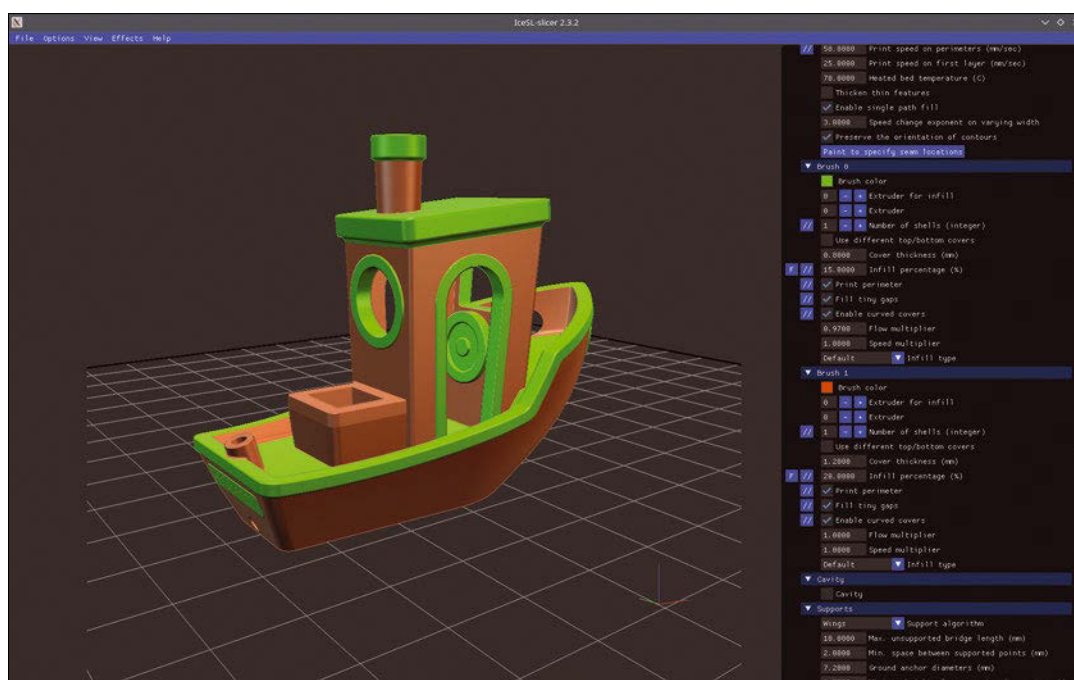 IceSL-slicer 2.3.2
File Options View Effects Help
// 50.0000 Print speed on perimeters (mm/sec)
25.0000 Print speed on first layer (mm/sec)
70.0000 Heated bed temperature (C)
Thicken thin features
Enable single path fill
3.0000 Speed change exponent on varying width
Preserve the orientation of contours
Paint to specify seam locations
Brush 0
Brush color
0 - + Extruder for infill
0 - + Extruder
// 1 - + Number of shells (integer)
Use different top/bottom covers
0.0000 Cover thickness (mm)
F // 15.0000 Infill percentage (%)
// Print perimeter
// Fill tiny gaps
// Enable curved covers
0.9700 Flow multiplier
1.0000 Speed multiplier
Default Infill type
Brush 1
Brush color
0 - + Extruder for infill
0 - + Extruder
// 1 - + Number of shells (integer)
Use different top/bottom covers
1.2000 Cover thickness (mm)
F // 20.0000 Infill percentage (%)
// Print perimeter
// Fill tiny gaps
// Enable curved covers
1.0000 Flow multiplier
1.0000 Speed multiplier
Default Infill type
Cavity
Cavity
Supports
Wings Support algorithm
10.0000 Max. unsupported bridge length (mm)
2.0000 Min. space between supported points (mm)
7.2000 Ground anchor diameters (mm)